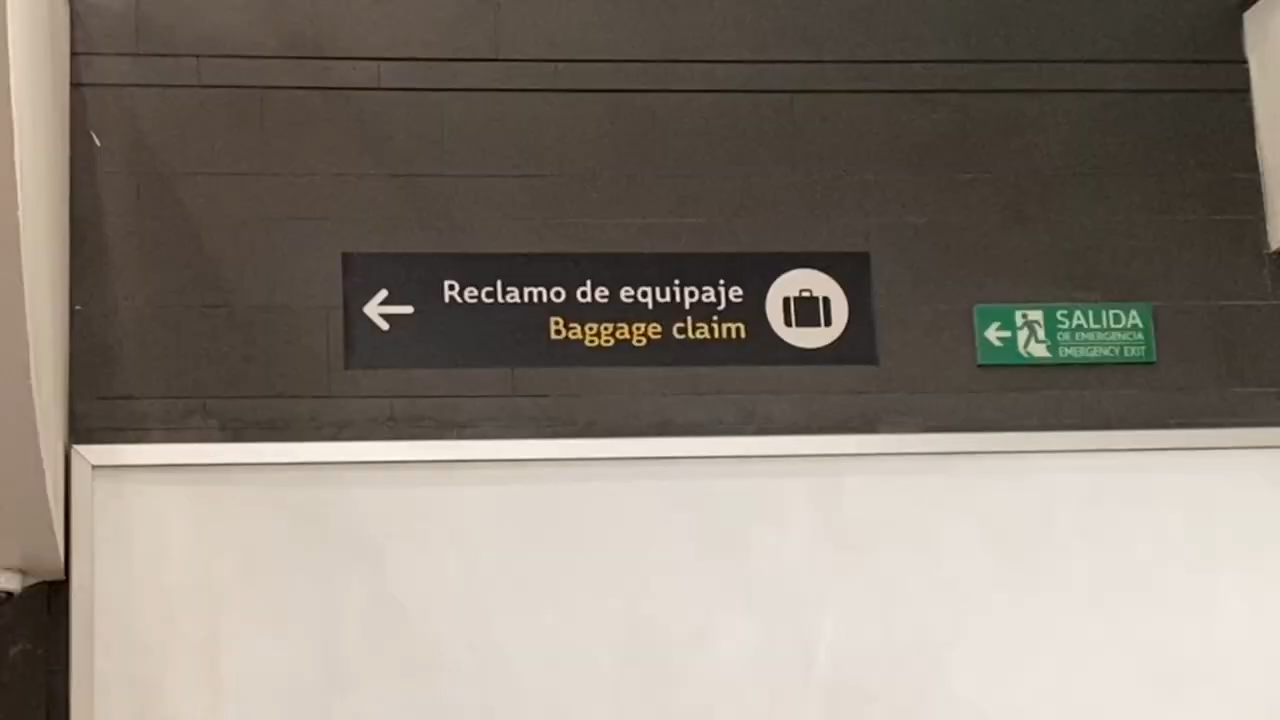 Reclamo de equipaje
Baggage claim
SALIDA
DE EMERGENCIA
EMERGENCY EXIT